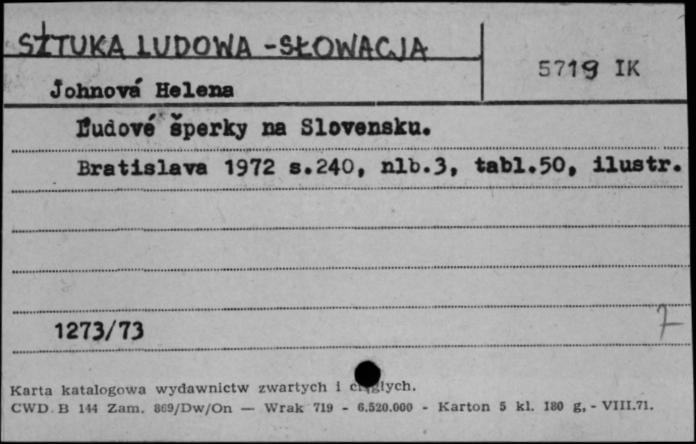 SZTUKA LUDOWA - SŁOWACJA
5719 IK
Johnová Helena
Ľudové šperky na Slovensku.
Bratislava 1972 s.240, nlb.3, tabl.50, ilustr.
1273/73
7
Karta katalogowa wydawnictw zwartych i ciągłych.
CWD. B 144 Zam. 869/Dw/On — Wrak 719 - 6.520.000 - Karton 5 kl. 180 g, - VIII.71.